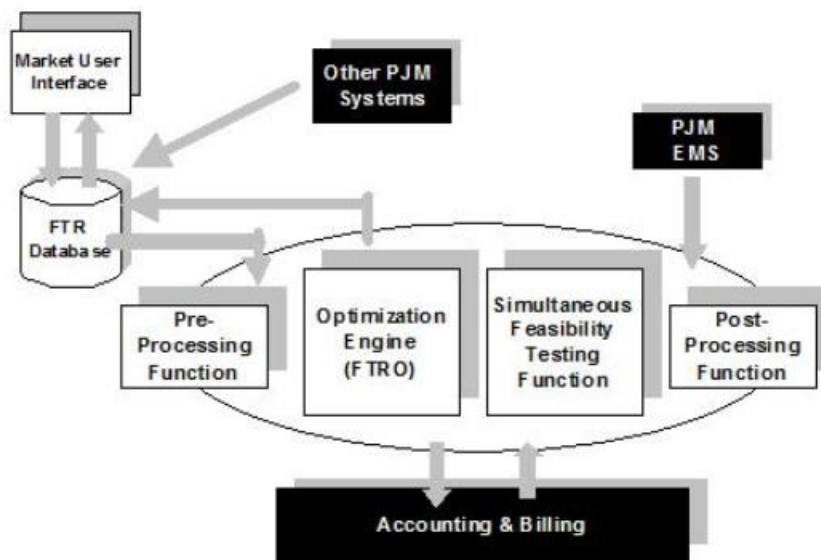 Market User
Interface
Other PJM
Systems
PJM
EMS
FTR
Database
Pre-
Processing
Function
Optimization
Engine
(FTRO)
Simultaneous
Feasibility
Testing
Function
Post-
Processing
Function
Accounting & Billing